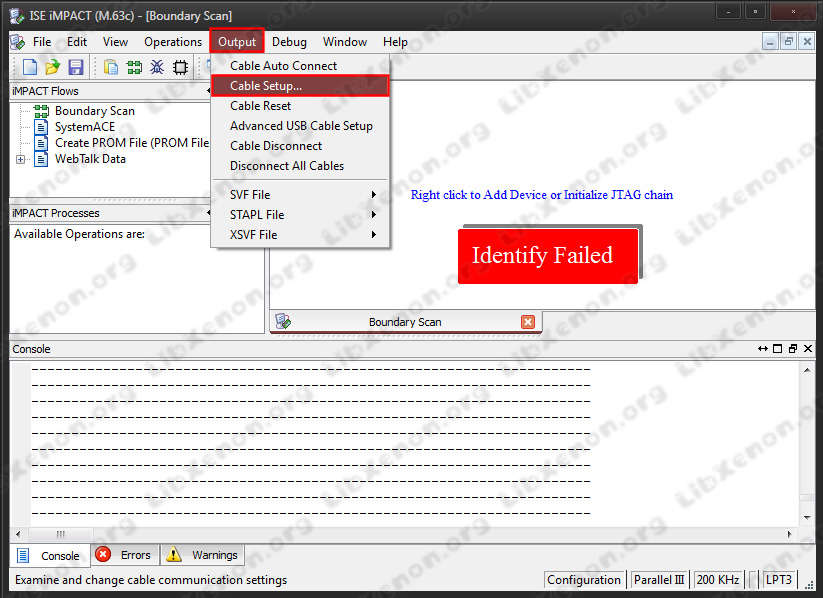 ISE iMPACT (M.63c) - [Boundary Scan]
File Edit View Operations Output Debug Window Help
Cable Auto Connect
Cable Setup...
Cable Reset
Advanced USB Cable Setup
Cable Disconnect
Disconnect All Cables
SVF File
STAPL File
XSVF File
iMPACT Flows
Boundary Scan
SystemACE
Create PROM File (PROM File
WebTalk Data
iMPACT Processes
Available Operations are:
Right click to Add Device or Initialize JTAG chain
Identify Failed
Boundary Scan
Console
Console Errors Warnings
Examine and change cable communication settings
Configuration Parallel III 200 KHz LPT3
LibXenon.org